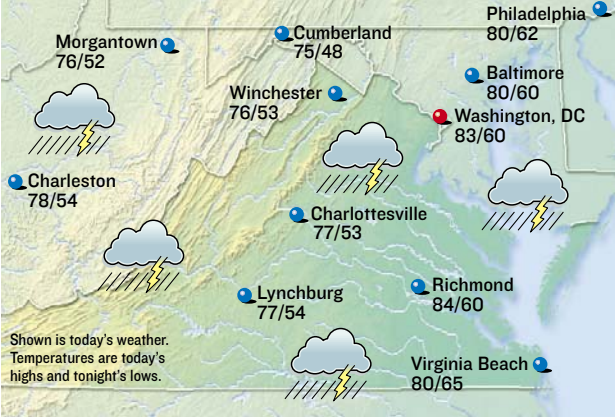 Philadelphia
80/62
Morgantown
76/52
Cumberland
75/48
Baltimore
80/60
Winchester
76/53
Washington, DC
83/60
Charleston
78/54
Charlottesville
77/53
Lynchburg
77/54
Richmond
84/60
Shown is today's weather.
Temperatures are today's
highs and tonight's lows.
Virginia Beach
80/65